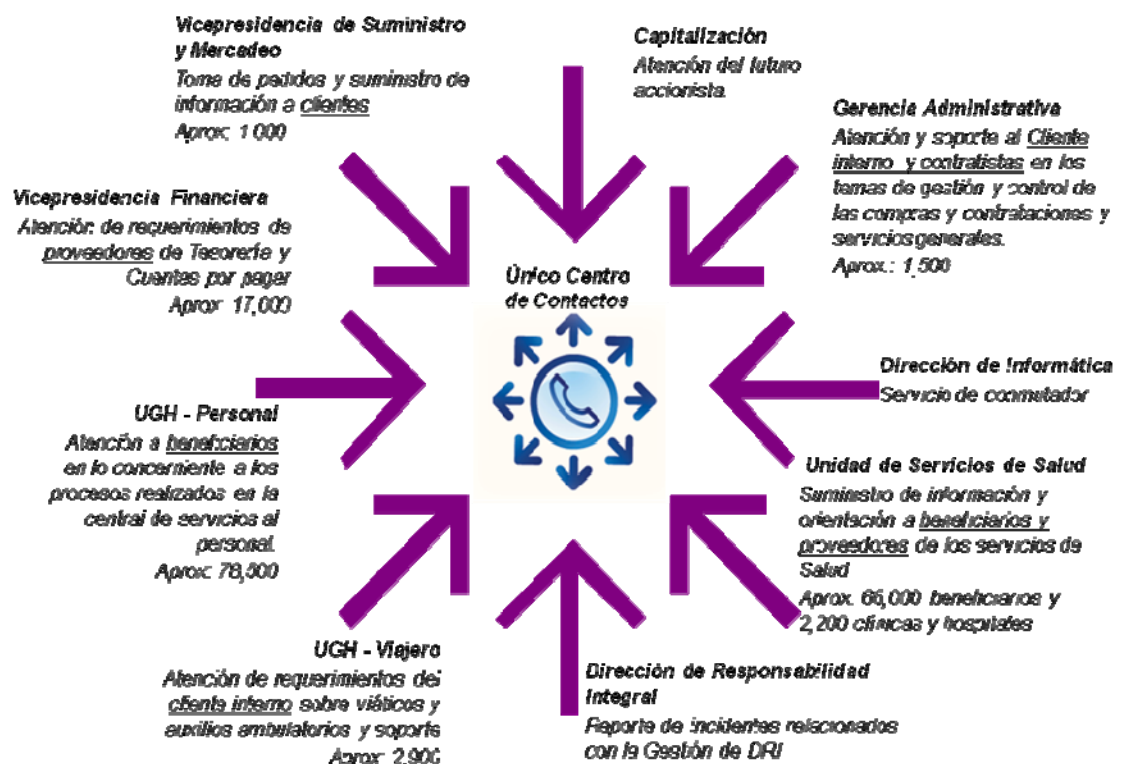 Vicepresidencia de Suministro
y Mercadeo
Toma de pedidos y suministro de
información a clientes
Aprox: 1 000
Capitalización
Atención del futuro
accionista.
Gerencia Administrativa
Atención y soporte al Cliente
interno y contratistas en los
temas de gestión y control de
las compras y contrataciones y
servicios generales.
Aprox.: 1,500
Vicepresidencia Financiera
Atención de requerimientos de
proveedores de Tesorería y
Cuentas por pagar
Aprox: 17,000
Único Centro
de Contactos
Dirección de Informática
Servicio de conmutador
UGH - Personal
Atención a beneficiarios
en lo concerniente a los
procesos realizados en la
central de servicios al
personal.
Aprox: 78,500
Unidad de Servicios de Salud
Suministro de información y
orientación a beneficiarios y
proveedores de los servicios de
Salud
Aprox. 66,000 beneficiarios y
2,200 clínicas y hospitales
UGH - Viajero
Atención de requerimientos del
cliente interno sobre viáticos y
auxilios ambulatorios y soporte
Aprox: 2,900
Dirección de Responsabilidad
Integral
Reporte de incidentes relacionados
con la Gestión de DRI